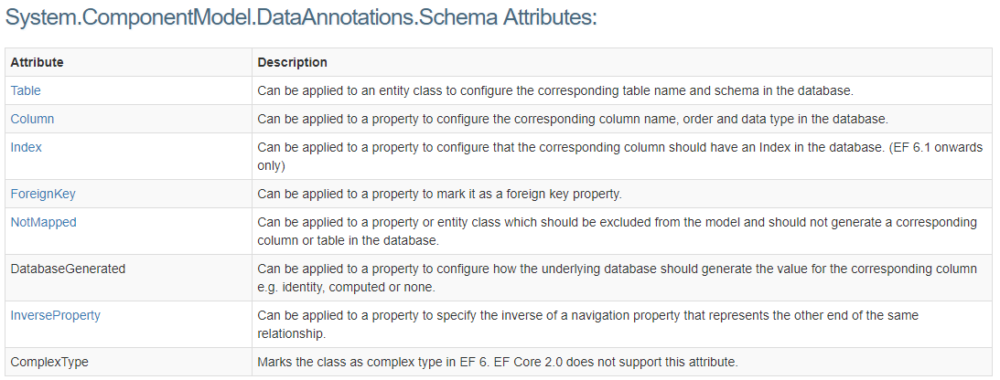 System.ComponentModel.DataAnnotations.Schema Attributes:
Attribute Description
Table Can be applied to an entity class to configure the corresponding table name and schema in the database.
Column Can be applied to a property to configure the corresponding column name, order and data type in the database.
Index Can be applied to a property to configure that the corresponding column should have an Index in the database. (EF 6.1 onwards
only)
ForeignKey Can be applied to a property to mark it as a foreign key property.
NotMapped Can be applied to a property or entity class which should be excluded from the model and should not generate a corresponding
column or table in the database.
DatabaseGenerated Can be applied to a property to configure how the underlying database should generate the value for the corresponding column
e.g. identity, computed or none.
InverseProperty Can be applied to a property to specify the inverse of a navigation property that represents the other end of the same
relationship.
ComplexType Marks the class as complex type in EF 6. EF Core 2.0 does not support this attribute.